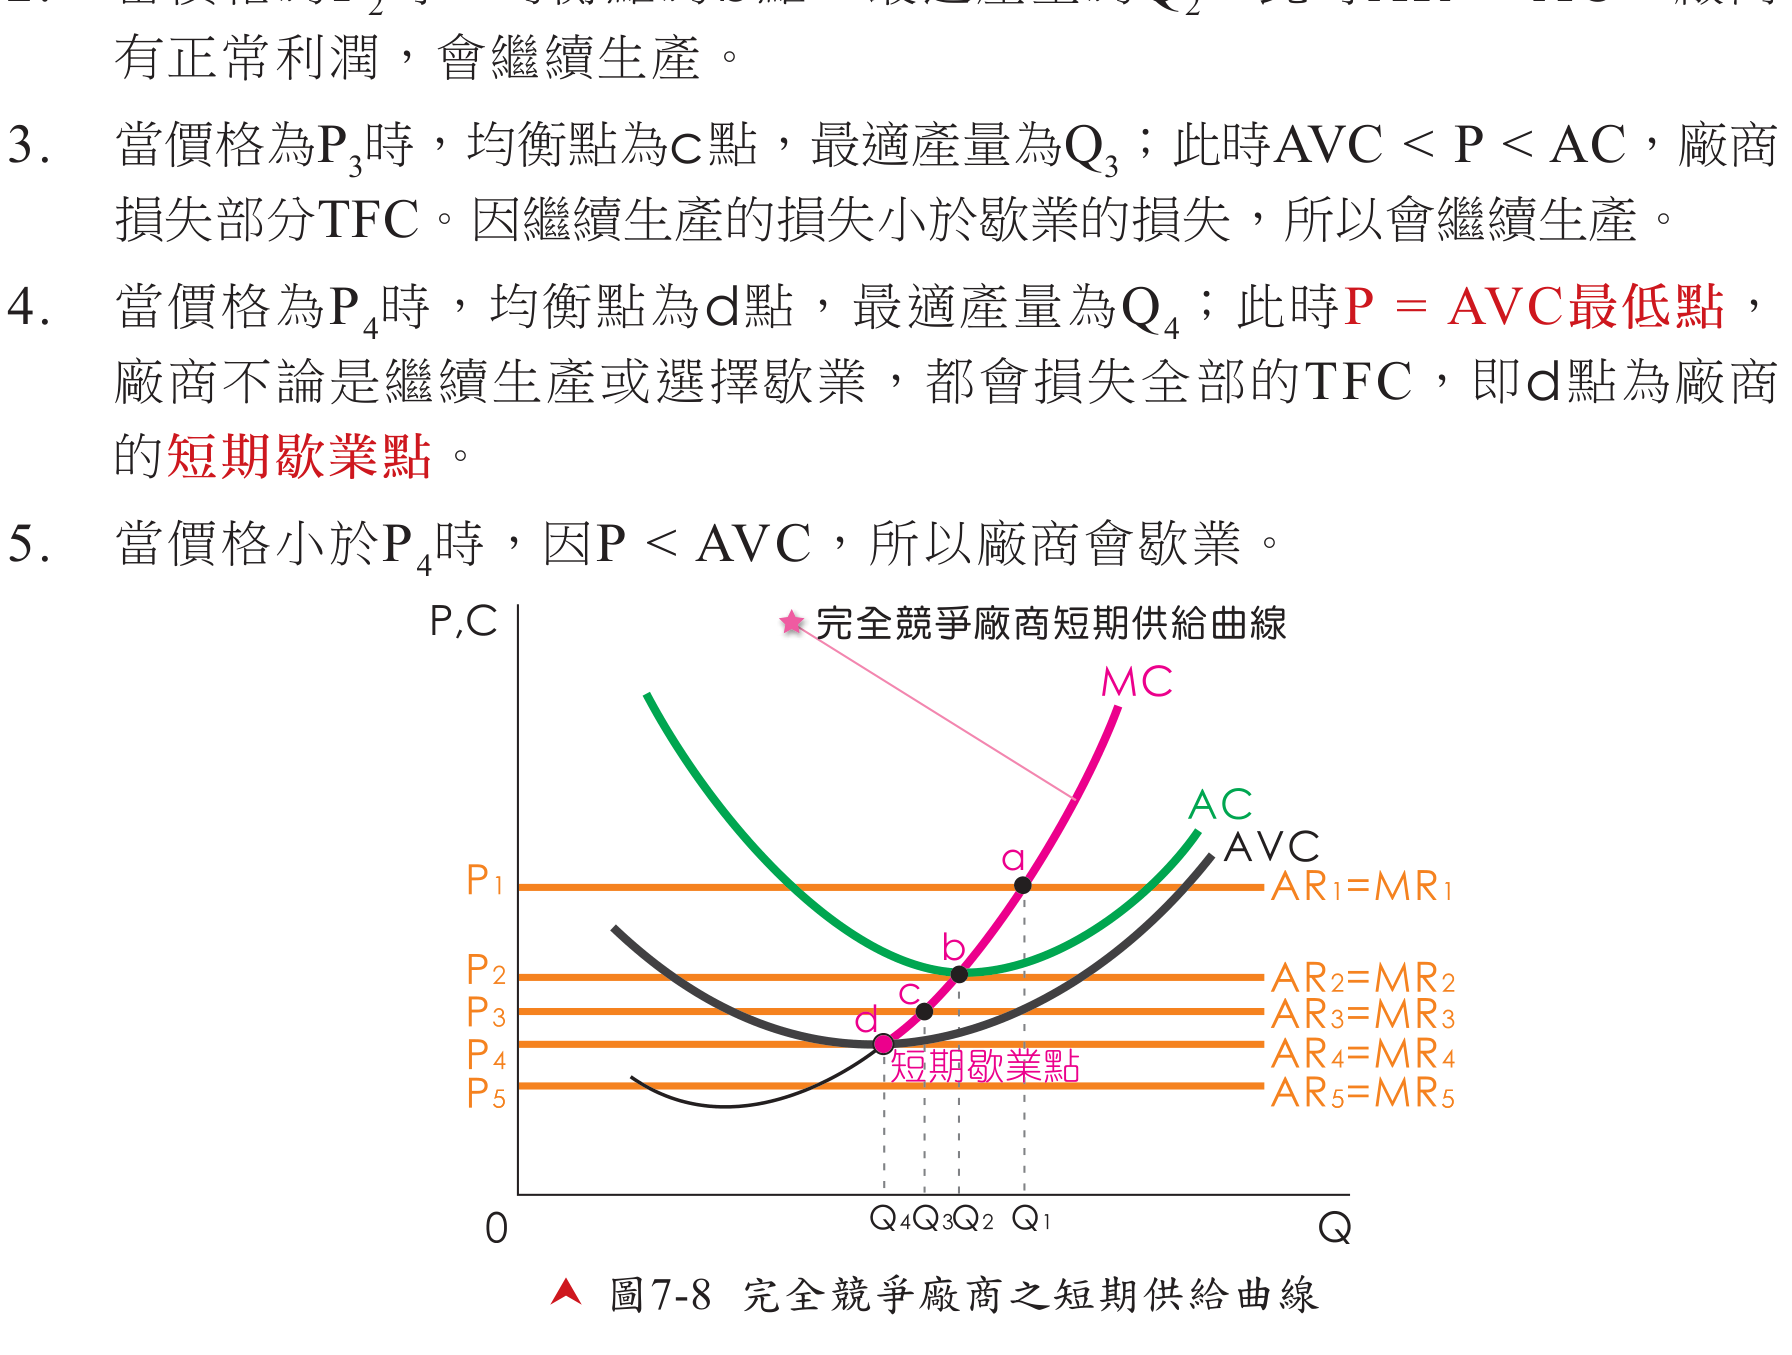 有正常利潤，會繼續生產。
3. 當價格為P3時，均衡點為c點，最適產量為Q3；此時AVC < P < AC，廠商
損失部分TFC。因繼續生產的損失小於歇業的損失，所以會繼續生產。
4. 當價格為P4時，均衡點為d點，最適產量為Q4；此時P = AVC最低點，
廠商不論是繼續生產或選擇歇業，都會損失全部的TFC，即d點為廠商
的短期歇業點。
5. 當價格小於P4時，因P < AVC，所以廠商會歇業。
P,C
★完全競爭廠商短期供給曲線
MC
AC
AVC
a
P1
AR1=MR1
b
P2
AR2=MR2
c
P3
AR3=MR3
d
P4
AR4=MR4
短期歇業點
P5
AR5=MR5
0
Q4 Q3 Q2 Q1
Q
圖7-8 完全競爭廠商之短期供給曲線